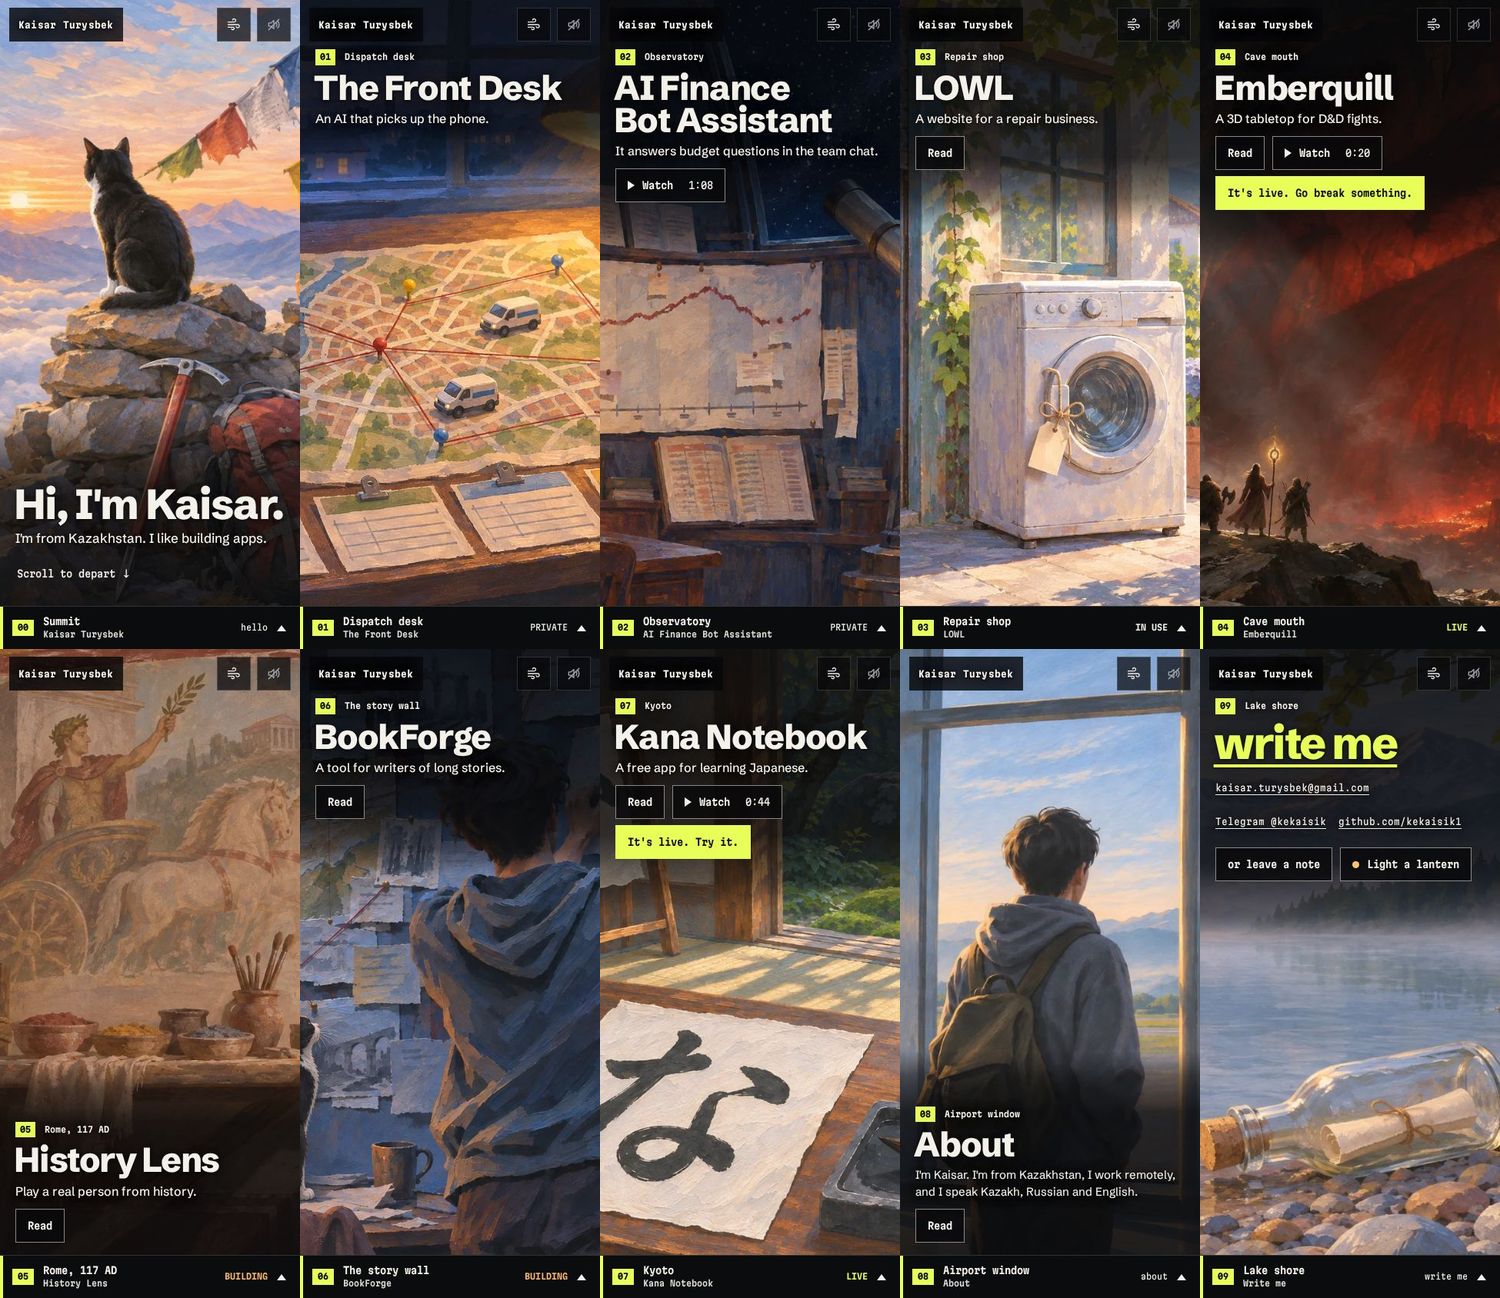 Kaisar Turysbek
Hi, I'm Kaisar.
I'm from Kazakhstan. I like building apps.
Scroll to depart ↓
00 Summit
Kaisar Turysbek
hello
Kaisar Turysbek
01 Dispatch desk
The Front Desk
An AI that picks up the phone.
01 Dispatch desk
The Front Desk
PRIVATE
Kaisar Turysbek
02 Observatory
AI Finance
Bot Assistant
It answers budget questions in the team chat.
Watch 1:08
02 Observatory
AI Finance Bot Assistant
PRIVATE
Kaisar Turysbek
03 Repair shop
LOWL
A website for a repair business.
Read
03 Repair shop
LOWL
IN USE
Kaisar Turysbek
04 Cave mouth
Emberquill
A 3D tabletop for D&D fights.
Read
Watch 0:20
It's live. Go break something.
04 Cave mouth
Emberquill
LIVE
Kaisar Turysbek
05 Rome, 117 AD
History Lens
Play a real person from history.
Read
05 Rome, 117 AD
History Lens
BUILDING
Kaisar Turysbek
06 The story wall
BookForge
A tool for writers of long stories.
Read
06 The story wall
BookForge
BUILDING
Kaisar Turysbek
07 Kyoto
Kana Notebook
A free app for learning Japanese.
Read
Watch 0:44
It's live. Try it.
な
07 Kyoto
Kana Notebook
LIVE
Kaisar Turysbek
08 Airport window
About
I'm Kaisar. I'm from Kazakhstan, I work remotely,
and I speak Kazakh, Russian and English.
Read
08 Airport window
About
about
Kaisar Turysbek
09 Lake shore
write me
kaisar.turysbek@gmail.com
Telegram @kekaisik github.com/kekaisik1
or leave a note
Light a lantern
09 Lake shore
Write me
write me